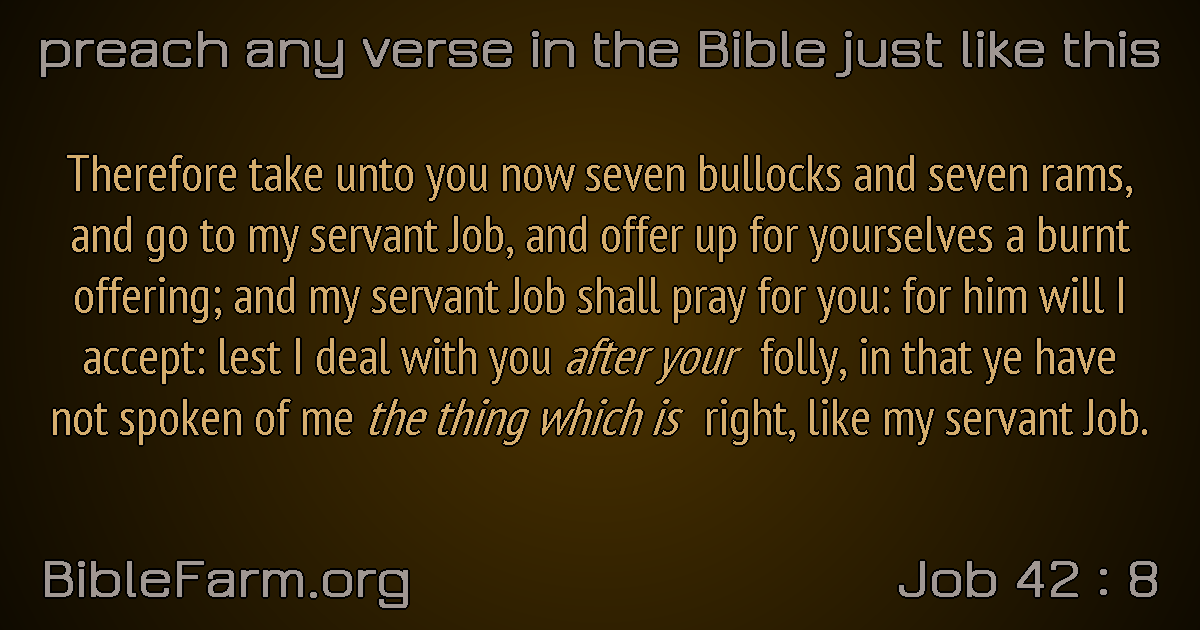 preach any verse in the Bible just like this
Therefore take unto you now seven bullocks and seven rams,
and go to my servant Job, and offer up for yourselves a burnt
offering; and my servant Job shall pray for you: for him will I
accept: lest I deal with you after your folly, in that ye have
not spoken of me the thing which is right, like my servant Job.
BibleFarm.org
Job 42 : 8